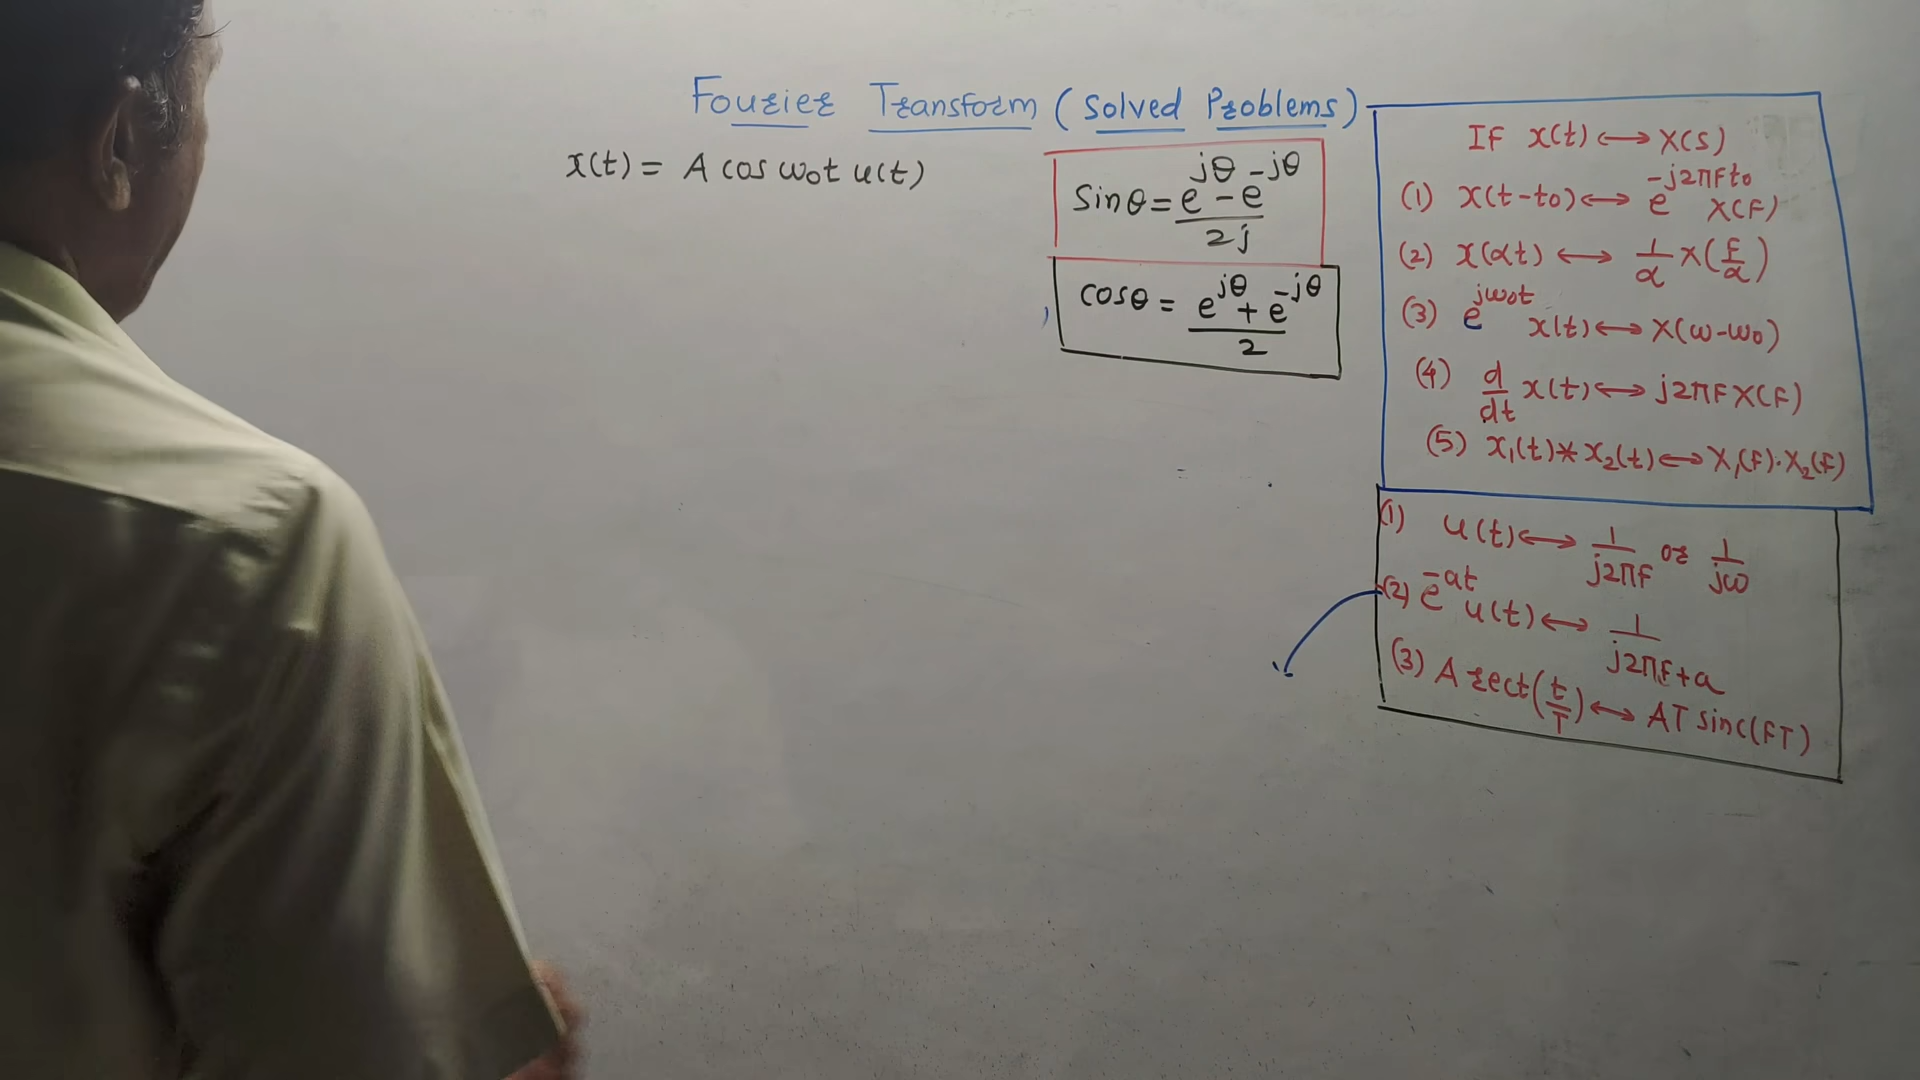 Fourier Transform (Solved Problems)
x(t) = A cos ω₀t u(t)
Sinθ = (e^jθ - e^-jθ)/2j
cosθ = (e^jθ + e^-jθ)/2
IF x(t) ⟷ X(S)
(1) x(t-t₀) ⟷ e^-j2πFt₀ X(F)
(2) x(αt) ⟷ 1/α X(F/α)
(3) e^jω₀t x(t) ⟷ X(ω-ω₀)
(4) d/dt x(t) ⟷ j2πF X(F)
(5) x₁(t) * x₂(t) ⟷ X₁(F).X₂(F)
(1) u(t) ⟷ 1/j2πF or 1/jω
(2) e^-at u(t) ⟷ 1/(j2πF+a)
(3) A rect(t/T) ⟷ AT sinc(FT)